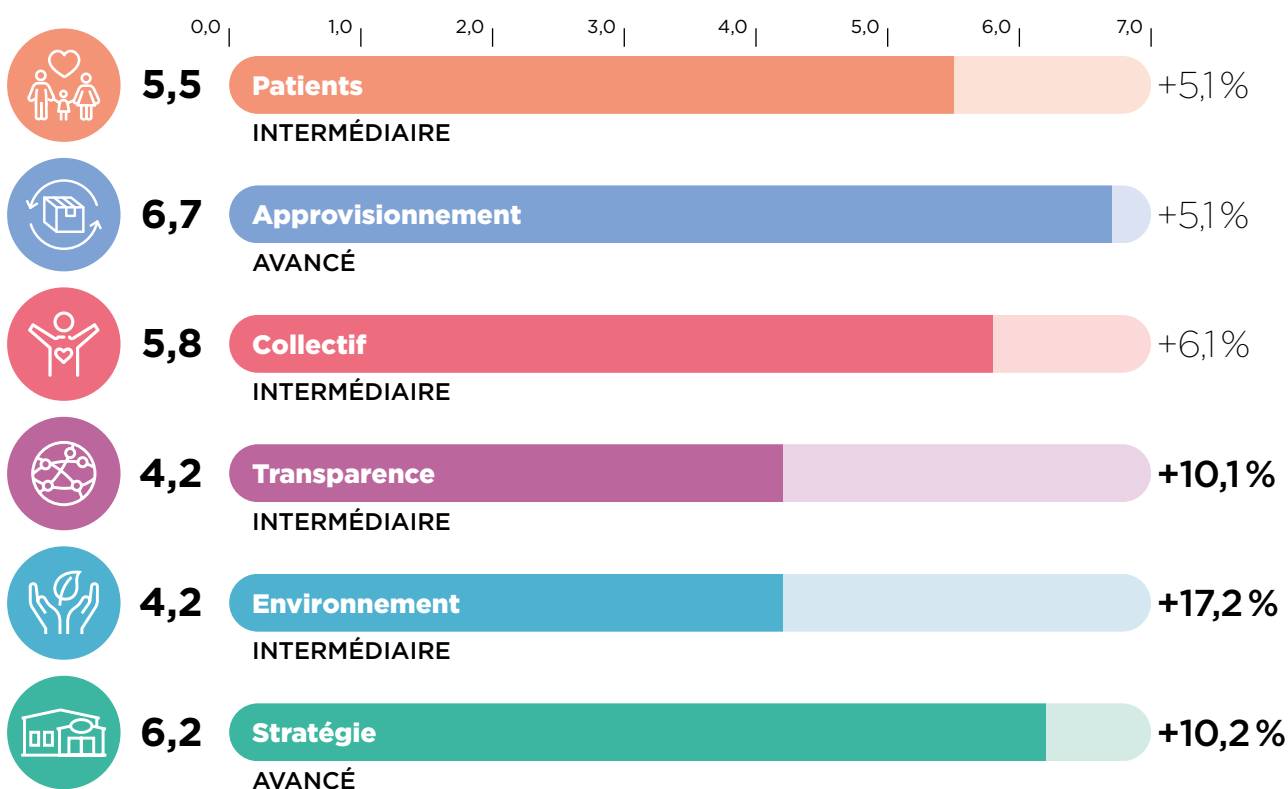 0,0 1,0 2,0 3,0 4,0 5,0 6,0 7,0
5,5 Patients +5,1%
INTERMÉDIAIRE
6,7 Approvisionnement +5,1%
AVANCÉ
5,8 Collectif +6,1%
INTERMÉDIAIRE
4,2 Transparence +10,1%
INTERMÉDIAIRE
4,2 Environnement +17,2%
INTERMÉDIAIRE
6,2 Stratégie +10,2%
AVANCÉ